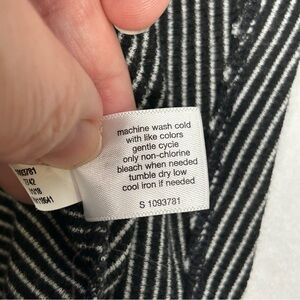 machine wash cold
with like colors
gentle cycle
only non-chlorine
bleach when needed
tumble dry low
cool iron if needed
S 1093781